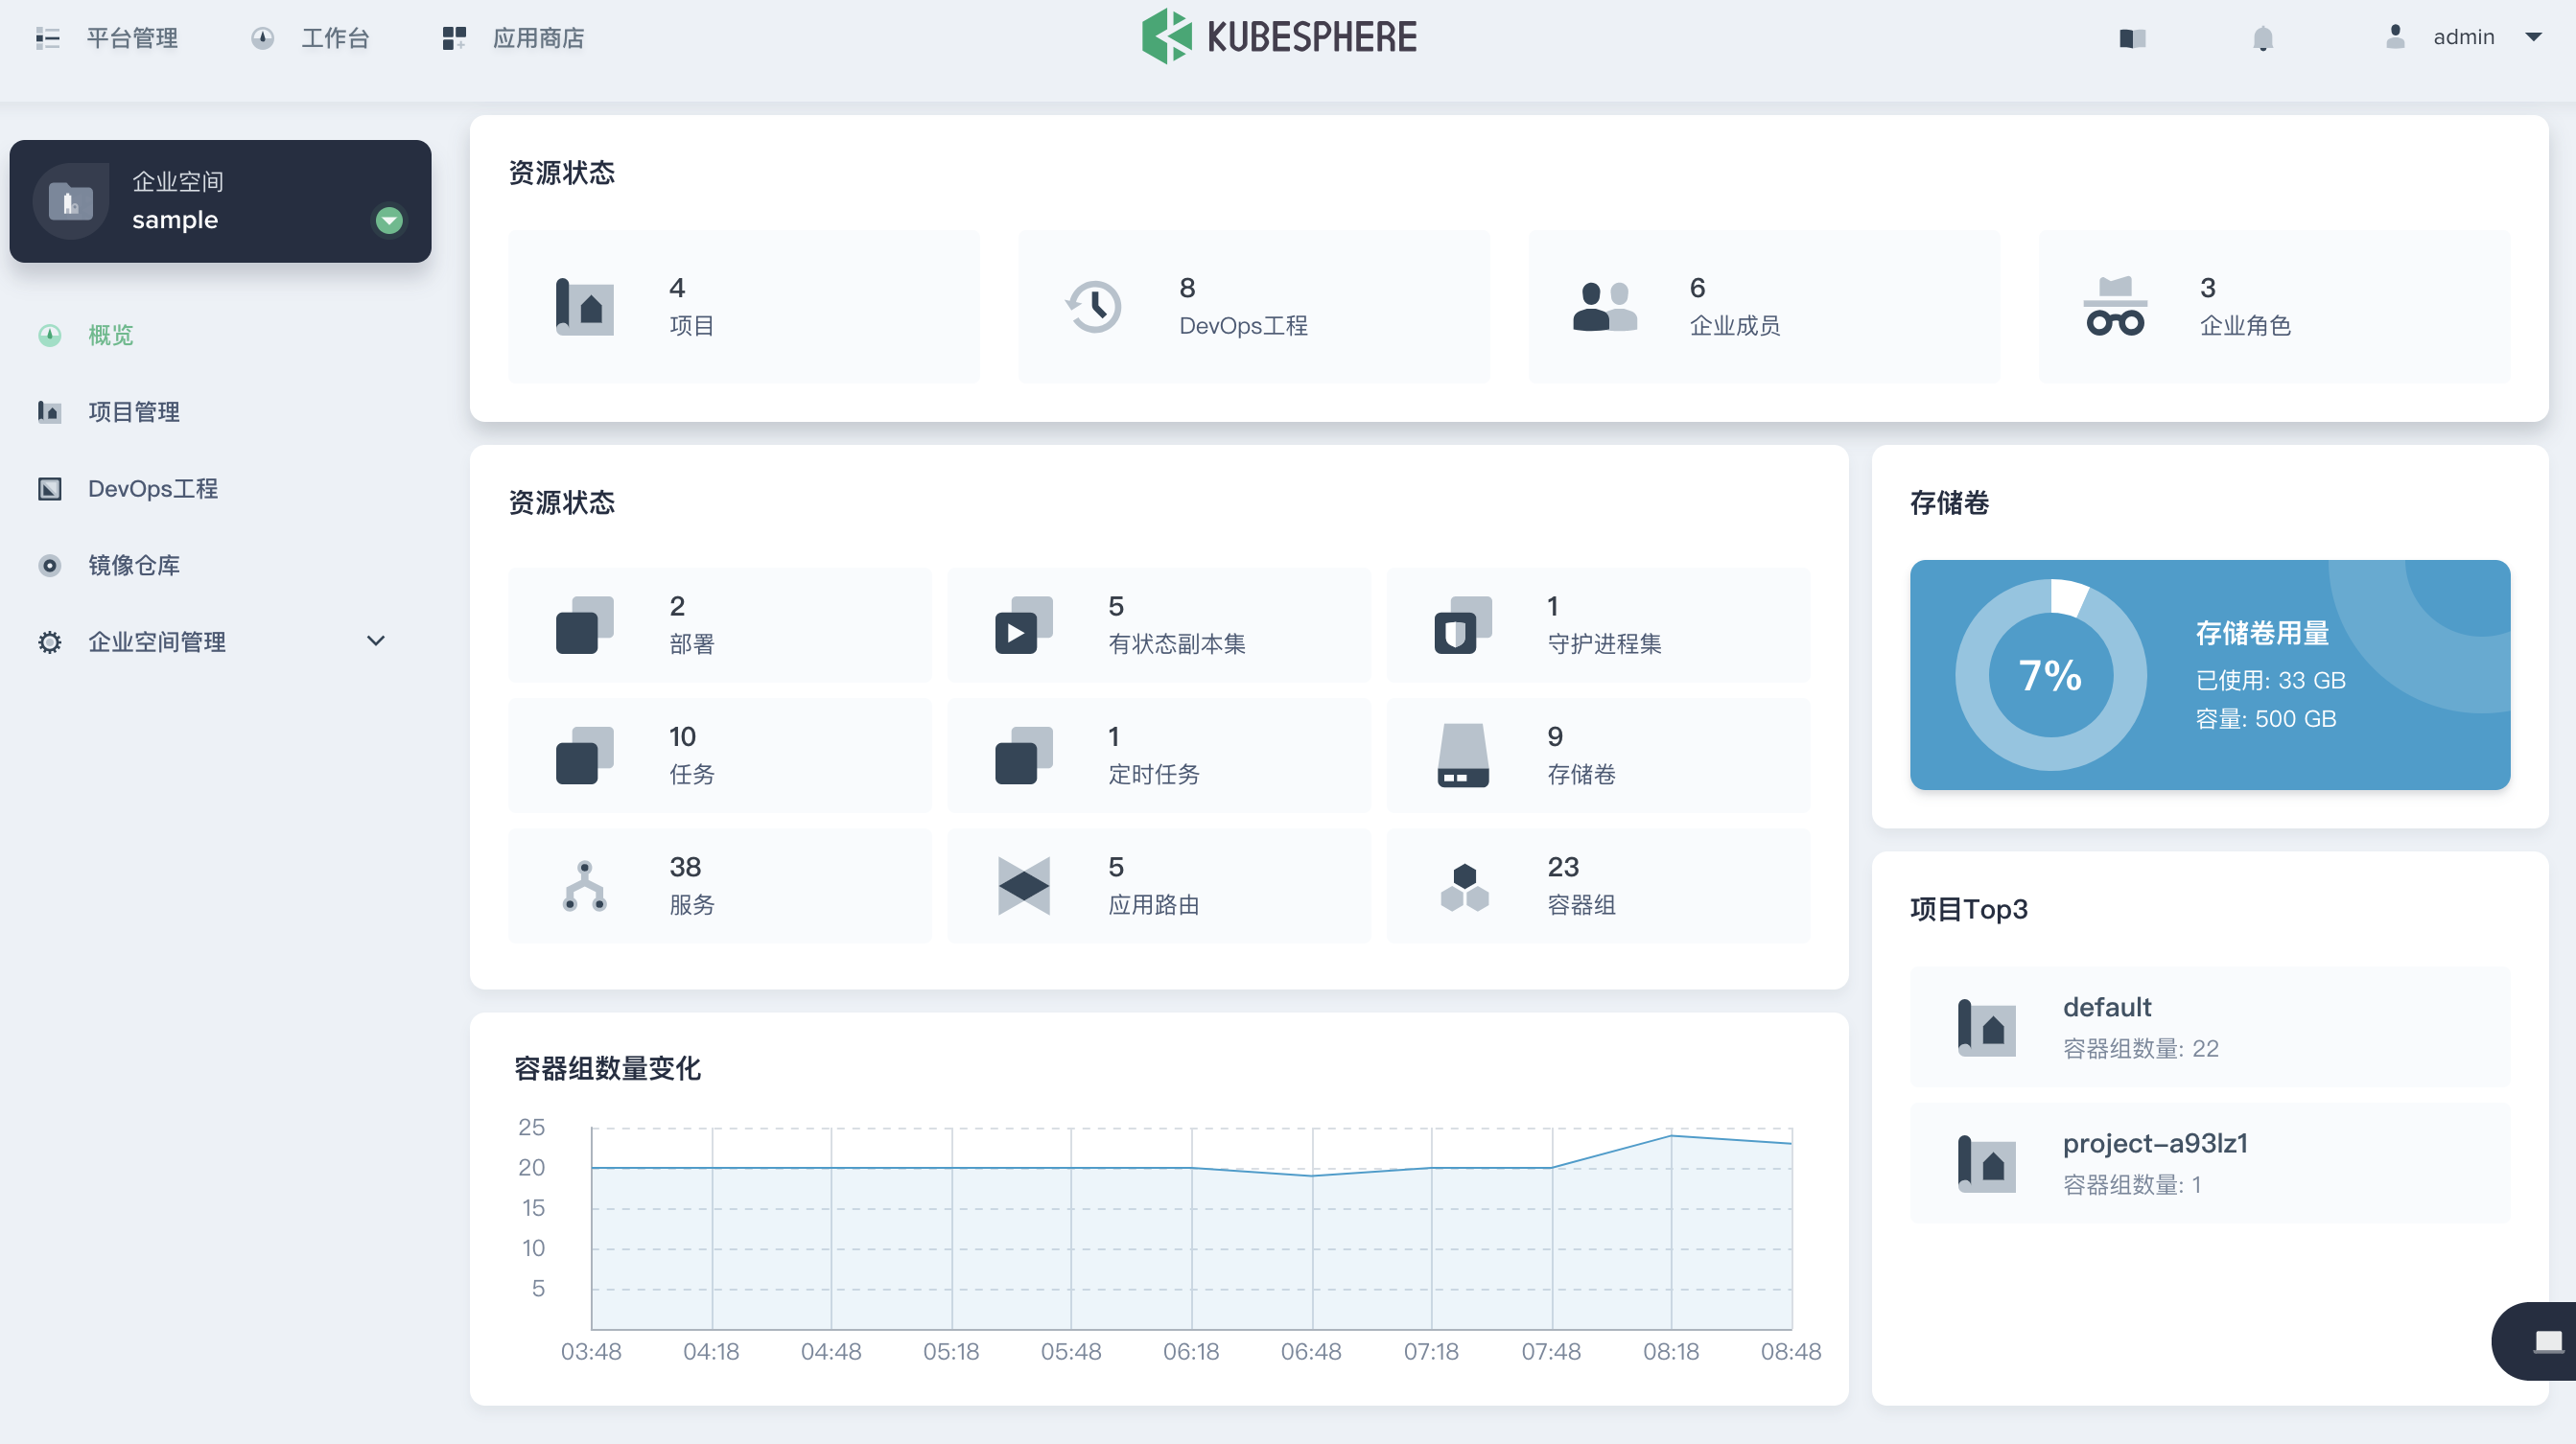 平台管理
工作台
应用商店
KUBESPHERE
admin
企业空间
sample
概览
项目管理
DevOps工程
镜像仓库
企业空间管理
资源状态
4
项目
8
DevOps工程
6
企业成员
3
企业角色
资源状态
2
部署
5
有状态副本集
1
守护进程集
10
任务
1
定时任务
9
存储卷
38
服务
5
应用路由
23
容器组
存储卷
7%
存储卷用量
已使用: 33 GB
容量: 500 GB
项目Top3
default
容器组数量: 22
project-a93lz1
容器组数量: 1
容器组数量变化
25
20
15
10
5
03:48 04:18 04:48 05:18 05:48 06:18 06:48 07:18 07:48 08:18 08:48